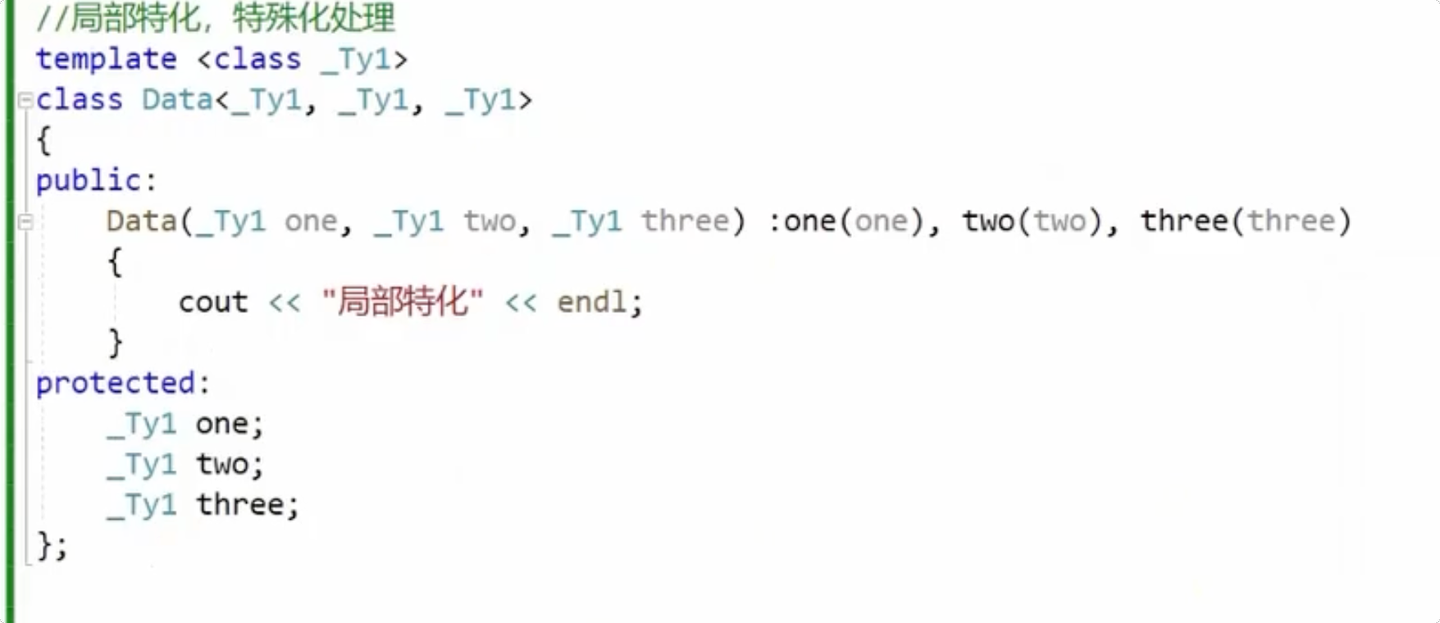 //局部特化，特殊化处理
template <class _Ty1>
class Data<_Ty1, _Ty1, _Ty1>
{
public:
    Data(_Ty1 one, _Ty1 two, _Ty1 three) :one(one), two(two), three(three)
    {
        cout << "局部特化" << endl;
    }
protected:
    _Ty1 one;
    _Ty1 two;
    _Ty1 three;
};